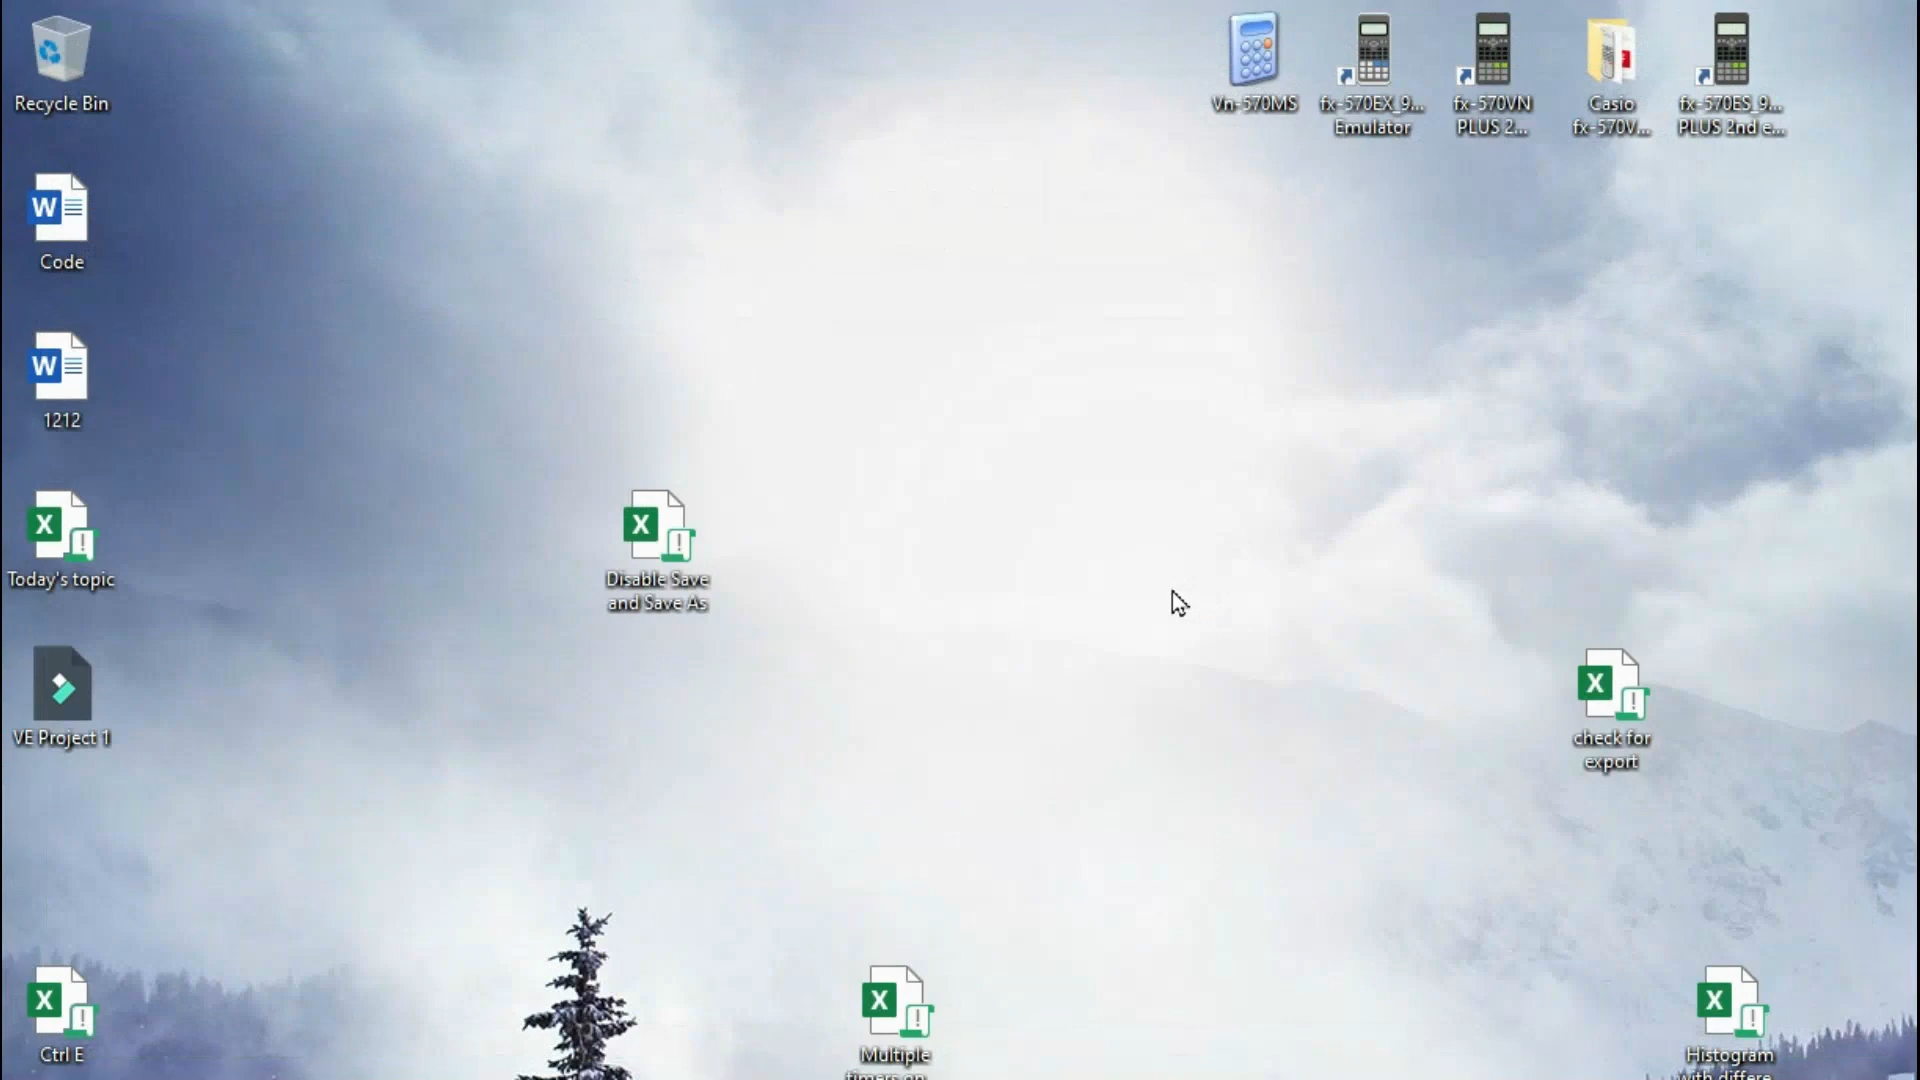 Recycle Bin
Vn-570MS
fx-570EX_9...
Emulator
fx-570VN
PLUS 2...
Casio
fx-570V...
fx-570ES_9...
PLUS 2nd e...
W
Code
W
1212
X
Today's topic
X
Disable Save
and Save As
VE Project 1
X
check for
export
X
Ctrl E
X
Multiple
timers on...
X
Histogram
with differe...